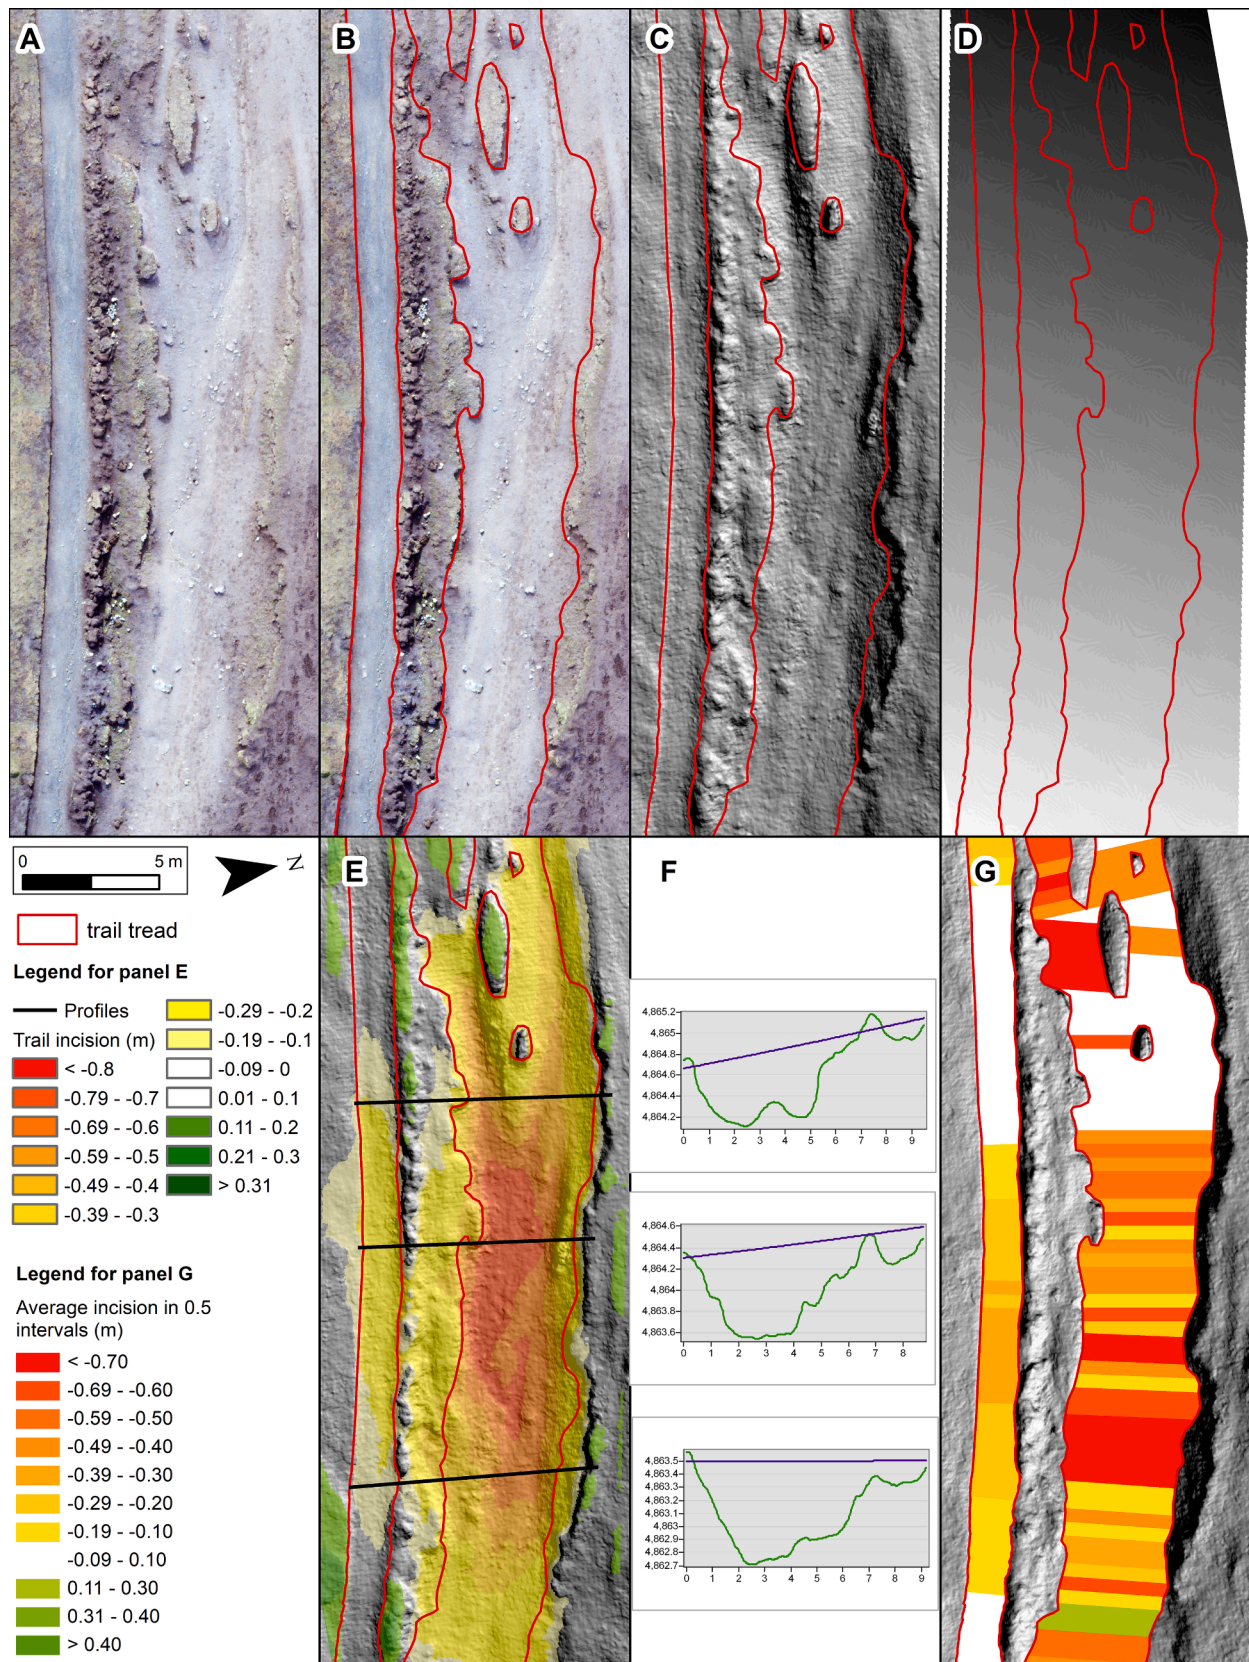 A
B
C
D
0 5 m
N
trail tread
Legend for panel E
Profiles
Trail incision (m)
< -0.8
-0.79 - -0.7
-0.69 - -0.6
-0.59 - -0.5
-0.49 - -0.4
-0.39 - -0.3
-0.29 - -0.2
-0.19 - -0.1
-0.09 - 0
0.01 - 0.1
0.11 - 0.2
0.21 - 0.3
> 0.31
Legend for panel G
Average incision in 0.5
intervals (m)
< -0.70
-0.69 - -0.60
-0.59 - -0.50
-0.49 - -0.40
-0.39 - -0.30
-0.29 - -0.20
-0.19 - -0.10
-0.09 - 0.10
0.11 - 0.30
0.31 - 0.40
> 0.40
E
F
4,865.2
4,865
4,864.8
4,864.6
4,864.4
4,864.2
0 1 2 3 4 5 6 7 8 9
4,864.6
4,864.4
4,864.2
4,864
4,863.8
4,863.6
0 1 2 3 4 5 6 7 8
4,863.5
4,863.4
4,863.3
4,863.2
4,863.1
4,863
4,862.9
4,862.8
4,862.7
0 1 2 3 4 5 6 7 8 9
G